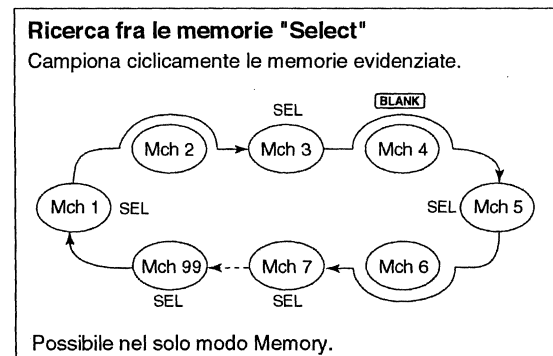 Ricerca fra le memorie "Select"
Campiona ciclicamente le memorie evidenziate.
BLANK
SEL
Mch 2
Mch 3
Mch 4
Mch 1
SEL
SEL
Mch 5
Mch 99
Mch 7
Mch 6
SEL
SEL
Possibile nel solo modo Memory.